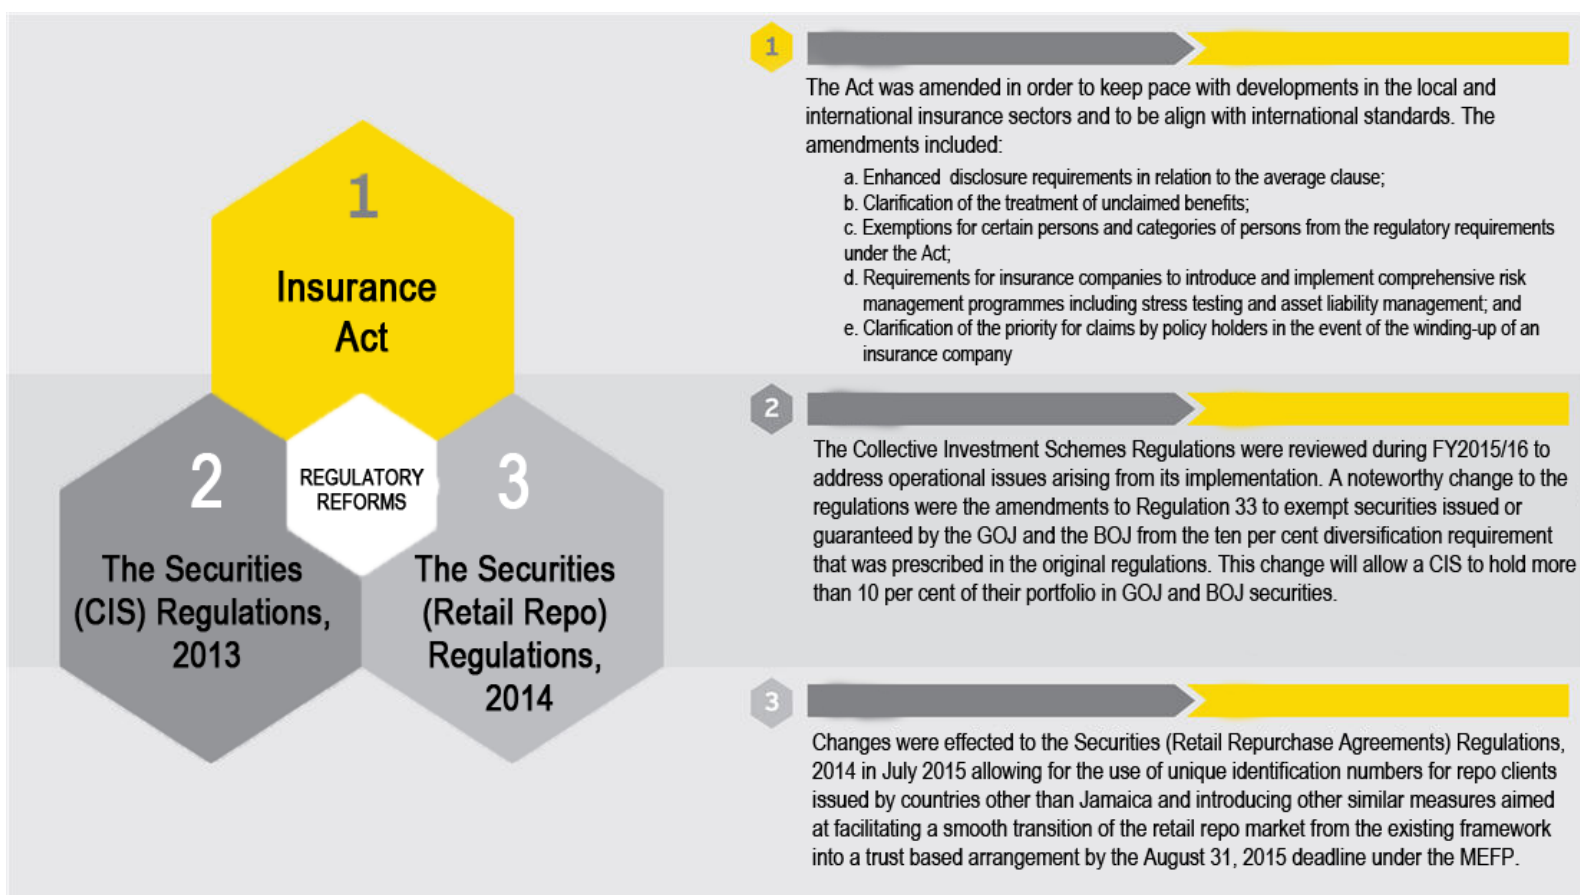 1
Insurance
Act
2
The Securities
(CIS) Regulations,
2013
REGULATORY
REFORMS
3
The Securities
(Retail Repo)
Regulations,
2014
1
The Act was amended in order to keep pace with developments in the local and
international insurance sectors and to be align with international standards. The
amendments included:
a. Enhanced disclosure requirements in relation to the average clause;
b. Clarification of the treatment of unclaimed benefits;
c. Exemptions for certain persons and categories of persons from the regulatory requirements
under the Act;
d. Requirements for insurance companies to introduce and implement comprehensive risk
management programmes including stress testing and asset liability management; and
e. Clarification of the priority for claims by policy holders in the event of the winding-up of an
insurance company
2
The Collective Investment Schemes Regulations were reviewed during FY2015/16 to
address operational issues arising from its implementation. A noteworthy change to the
regulations were the amendments to Regulation 33 to exempt securities issued or
guaranteed by the GOJ and the BOJ from the ten per cent diversification requirement
that was prescribed in the original regulations. This change will allow a CIS to hold more
than 10 per cent of their portfolio in GOJ and BOJ securities.
3
Changes were effected to the Securities (Retail Repurchase Agreements) Regulations,
2014 in July 2015 allowing for the use of unique identification numbers for repo clients
issued by countries other than Jamaica and introducing other similar measures aimed
at facilitating a smooth transition of the retail repo market from the existing framework
into a trust based arrangement by the August 31, 2015 deadline under the MEFP.